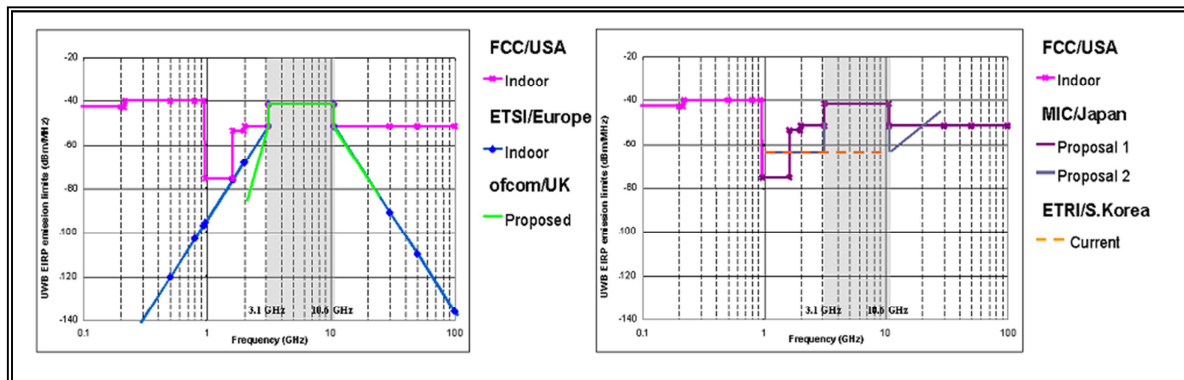 -20
-40
-60
-80
-100
-120
-140
UWB EIRP emission limits (dBm/MHz)
3.1 GHz
10.6 GHz
0.1
1
10
100
Frequency (GHz)
FCC/USA
Indoor
ETSI/Europe
Indoor
ofcom/UK
Proposed
-20
-40
-60
-80
-100
-120
-140
UWB EIRP emission limits (dBm/MHz)
3.1 GHz
10.6 GHz
0.1
1
10
100
Frequency (GHz)
FCC/USA
Indoor
MIC/Japan
Proposal 1
Proposal 2
ETRI/S.Korea
Current